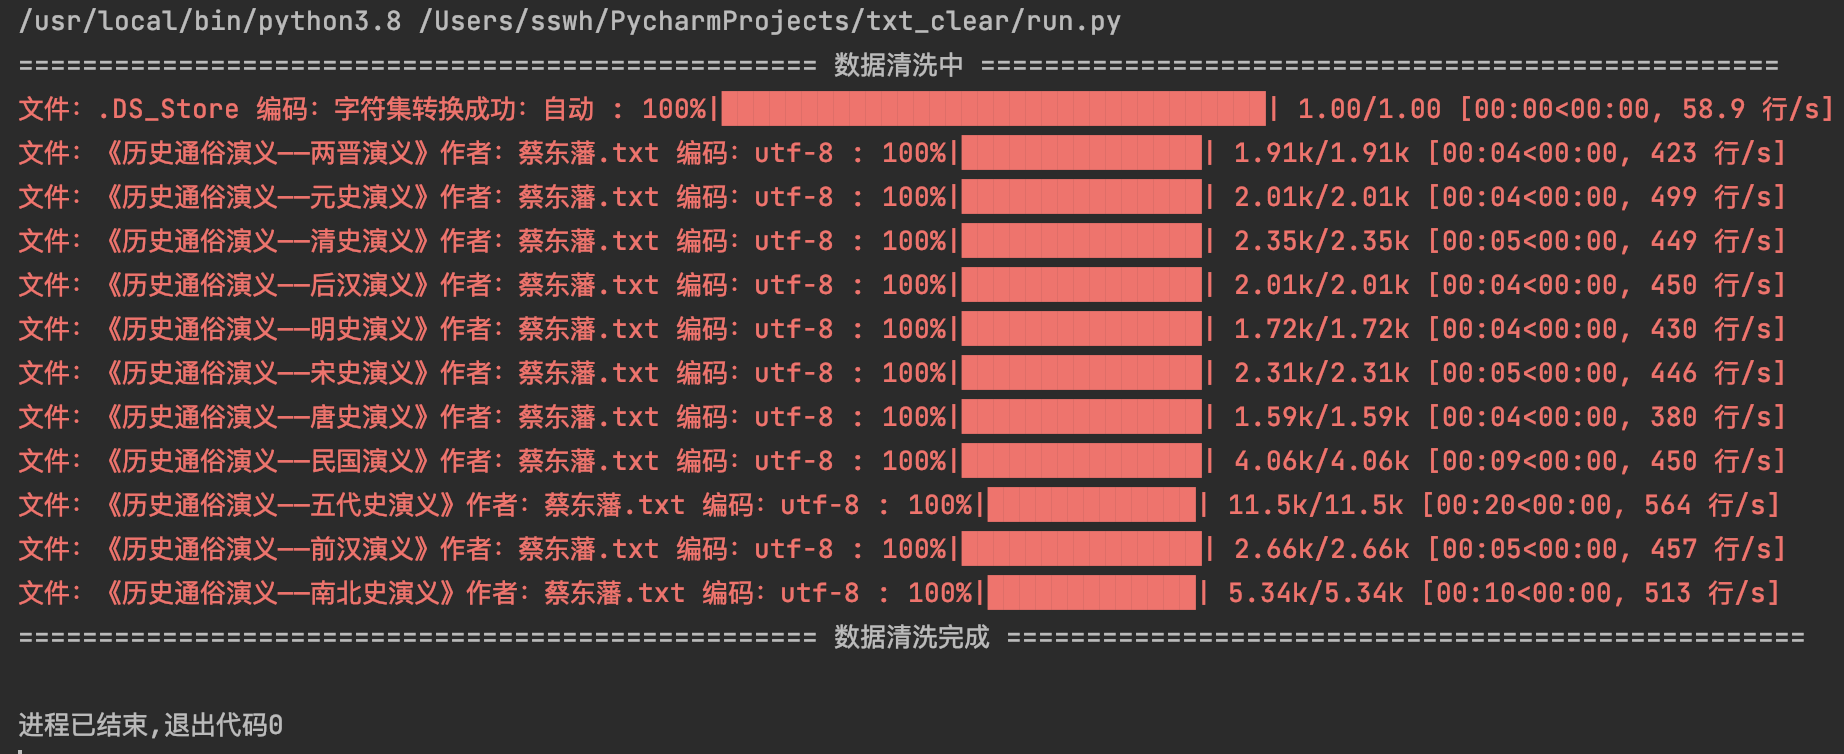 /usr/local/bin/python3.8 /Users/sswh/PycharmProjects/txt_clear/run.py
================================================== 数据清洗中 ==================================================
文件: .DS_Store 编码: 字符集转换成功: 自动 : 100%|██████████████████████████████████| 1.00/1.00 [00:00<00:00, 58.9 行/s]
文件: 《历史通俗演义——两晋演义》作者: 蔡东藩.txt 编码: utf-8 : 100%|███████████████| 1.91k/1.91k [00:04<00:00, 423 行/s]
文件: 《历史通俗演义——元史演义》作者: 蔡东藩.txt 编码: utf-8 : 100%|███████████████| 2.01k/2.01k [00:04<00:00, 499 行/s]
文件: 《历史通俗演义——清史演义》作者: 蔡东藩.txt 编码: utf-8 : 100%|███████████████| 2.35k/2.35k [00:05<00:00, 449 行/s]
文件: 《历史通俗演义——后汉演义》作者: 蔡东藩.txt 编码: utf-8 : 100%|███████████████| 2.01k/2.01k [00:04<00:00, 450 行/s]
文件: 《历史通俗演义——明史演义》作者: 蔡东藩.txt 编码: utf-8 : 100%|███████████████| 1.72k/1.72k [00:04<00:00, 430 行/s]
文件: 《历史通俗演义——宋史演义》作者: 蔡东藩.txt 编码: utf-8 : 100%|███████████████| 2.31k/2.31k [00:05<00:00, 446 行/s]
文件: 《历史通俗演义——唐史演义》作者: 蔡东藩.txt 编码: utf-8 : 100%|███████████████| 1.59k/1.59k [00:04<00:00, 380 行/s]
文件: 《历史通俗演义——民国演义》作者: 蔡东藩.txt 编码: utf-8 : 100%|███████████████| 4.06k/4.06k [00:09<00:00, 450 行/s]
文件: 《历史通俗演义——五代史演义》作者: 蔡东藩.txt 编码: utf-8 : 100%|█████████████| 11.5k/11.5k [00:20<00:00, 564 行/s]
文件: 《历史通俗演义——前汉演义》作者: 蔡东藩.txt 编码: utf-8 : 100%|███████████████| 2.66k/2.66k [00:05<00:00, 457 行/s]
文件: 《历史通俗演义——南北史演义》作者: 蔡东藩.txt 编码: utf-8 : 100%|█████████████| 5.34k/5.34k [00:10<00:00, 513 行/s]
================================================== 数据清洗完成 ==================================================
进程已结束,退出代码0